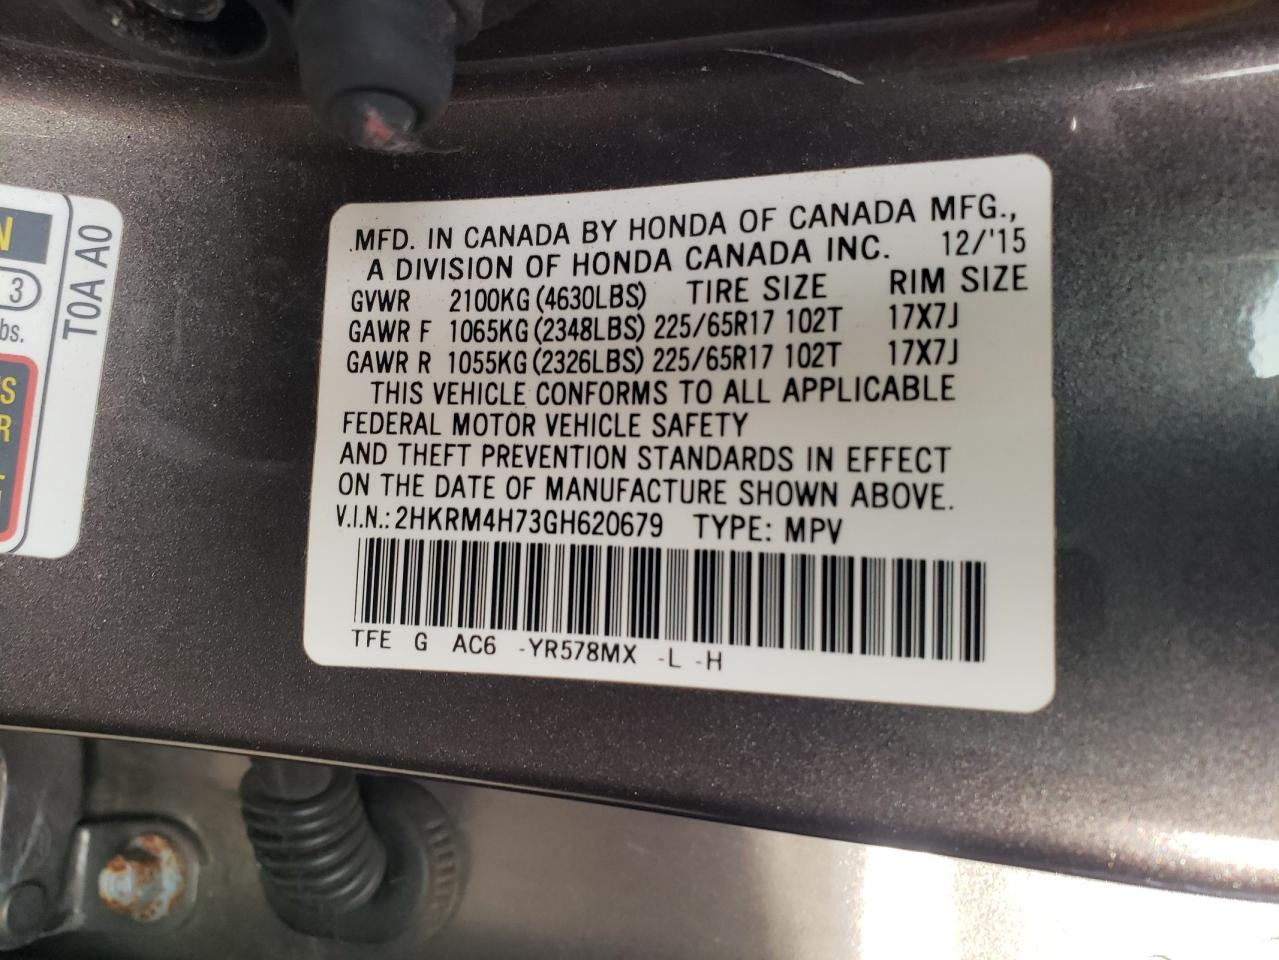 MFD. IN CANADA BY HONDA OF CANADA MFG.,
A DIVISION OF HONDA CANADA INC. 12/'15
GVWR 2100KG (4630LBS) TIRE SIZE RIM SIZE
GAWR F 1065KG (2348LBS) 225/65R17 102T 17X7J
GAWR R 1055KG (2326LBS) 225/65R17 102T 17X7J
THIS VEHICLE CONFORMS TO ALL APPLICABLE
FEDERAL MOTOR VEHICLE SAFETY
AND THEFT PREVENTION STANDARDS IN EFFECT
ON THE DATE OF MANUFACTURE SHOWN ABOVE.
V.I.N.: 2HKRM4H73GH620679 TYPE: MPV
TFE G AC6 -YR578MX -L -H
T0A A0
3